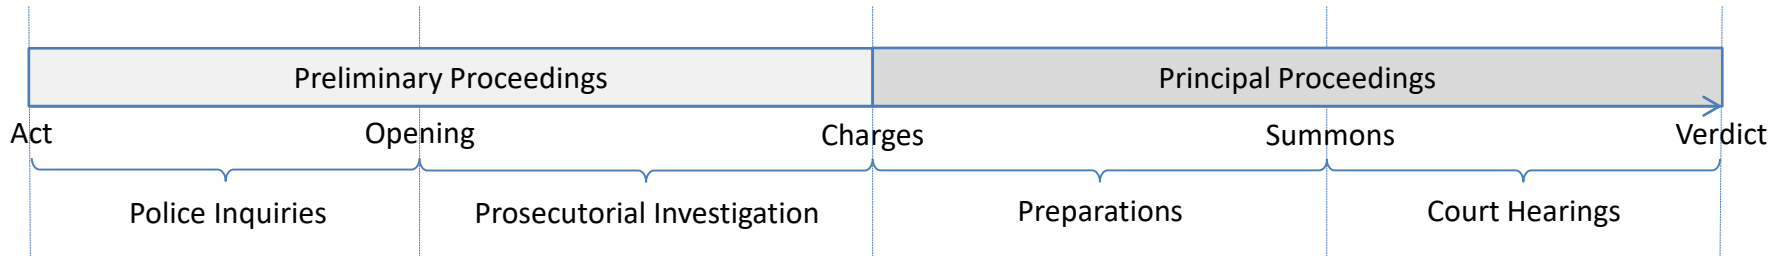 Preliminary Proceedings
Principal Proceedings
Act
Opening
Charges
Summons
Verdict
Police Inquiries
Prosecutorial Investigation
Preparations
Court Hearings